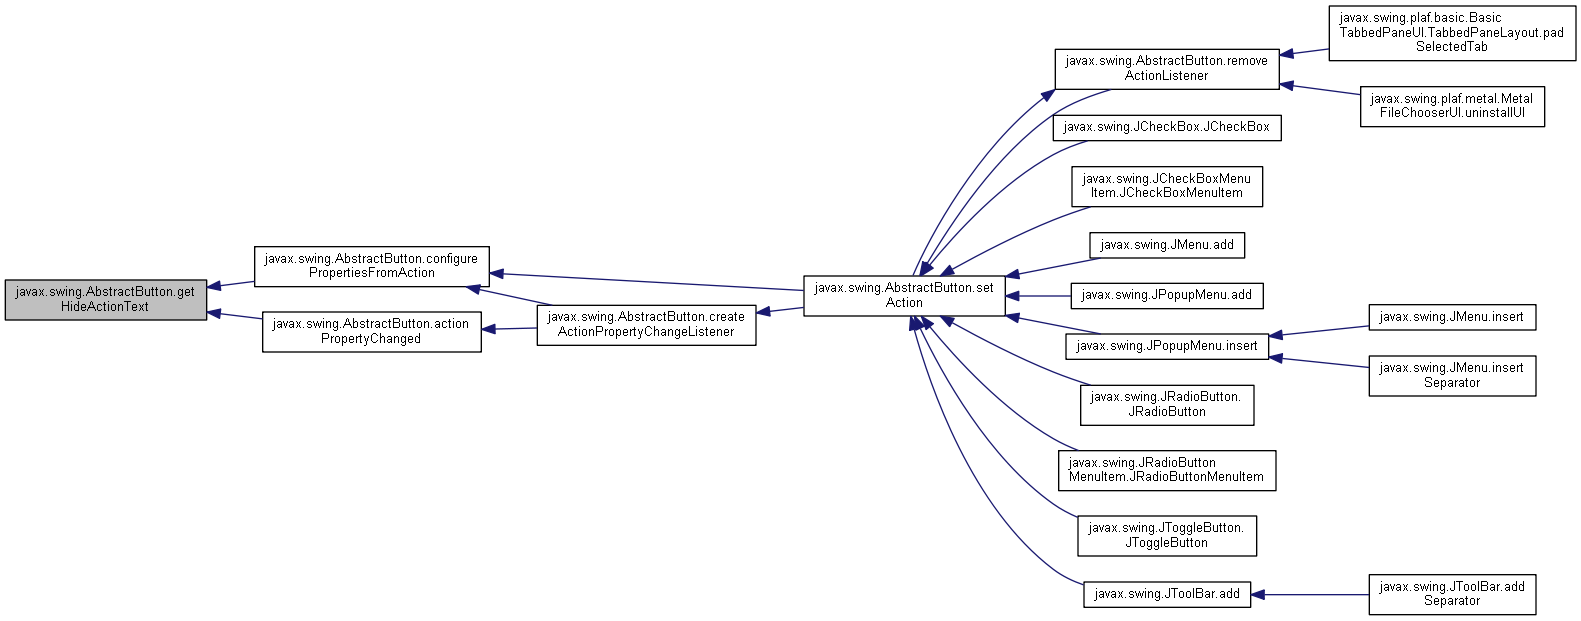 javax.swing.AbstractButton.get
HideActionText
javax.swing.AbstractButton.configure
PropertiesFromAction
javax.swing.AbstractButton.action
PropertyChanged
javax.swing.AbstractButton.create
ActionPropertyChangeListener
javax.swing.AbstractButton.set
Action
javax.swing.AbstractButton.remove
ActionListener
javax.swing.plaf.basic.Basic
TabbedPaneUI.TabbedPaneLayout.pad
SelectedTab
javax.swing.plaf.metal.Metal
FileChooserUI.uninstallUI
javax.swing.JCheckBox.JCheckBox
javax.swing.JCheckBoxMenu
Item.JCheckBoxMenuItem
javax.swing.JMenu.add
javax.swing.JPopupMenu.add
javax.swing.JPopupMenu.insert
javax.swing.JMenu.insert
javax.swing.JMenu.insert
Separator
javax.swing.JRadioButton.
JRadioButton
javax.swing.JRadioButton
MenuItem.JRadioButtonMenuItem
javax.swing.JToggleButton.
JToggleButton
javax.swing.JToolBar.add
javax.swing.JToolBar.add
Separator